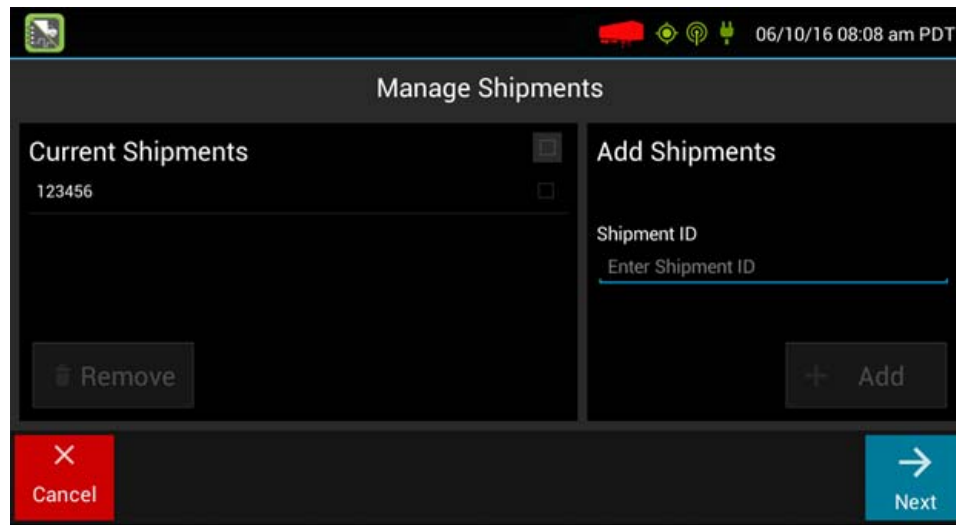 06/10/16 08:08 am PDT
Manage Shipments
Current Shipments
123456
Remove
Add Shipments
Shipment ID
Enter Shipment ID
Add
Cancel
Next